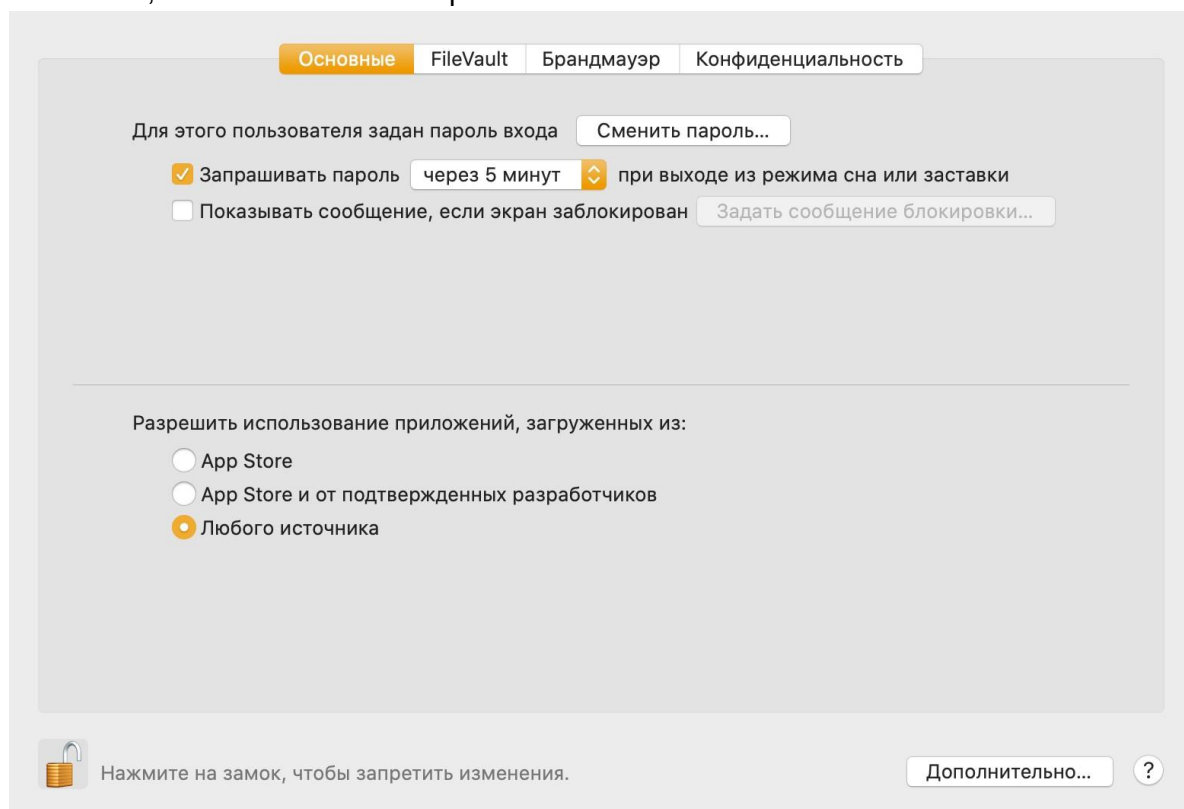 Основные FileVault Брандмауэр Конфиденциальность
Для этого пользователя задан пароль входа Сменить пароль...
Запрашивать пароль через 5 минут при выходе из режима сна или заставки
Показывать сообщение, если экран заблокирован Задать сообщение блокировки...
Разрешить использование приложений, загруженных из:
App Store
App Store и от подтвержденных разработчиков
Любого источника
Нажмите на замок, чтобы запретить изменения. Дополнительно... ?